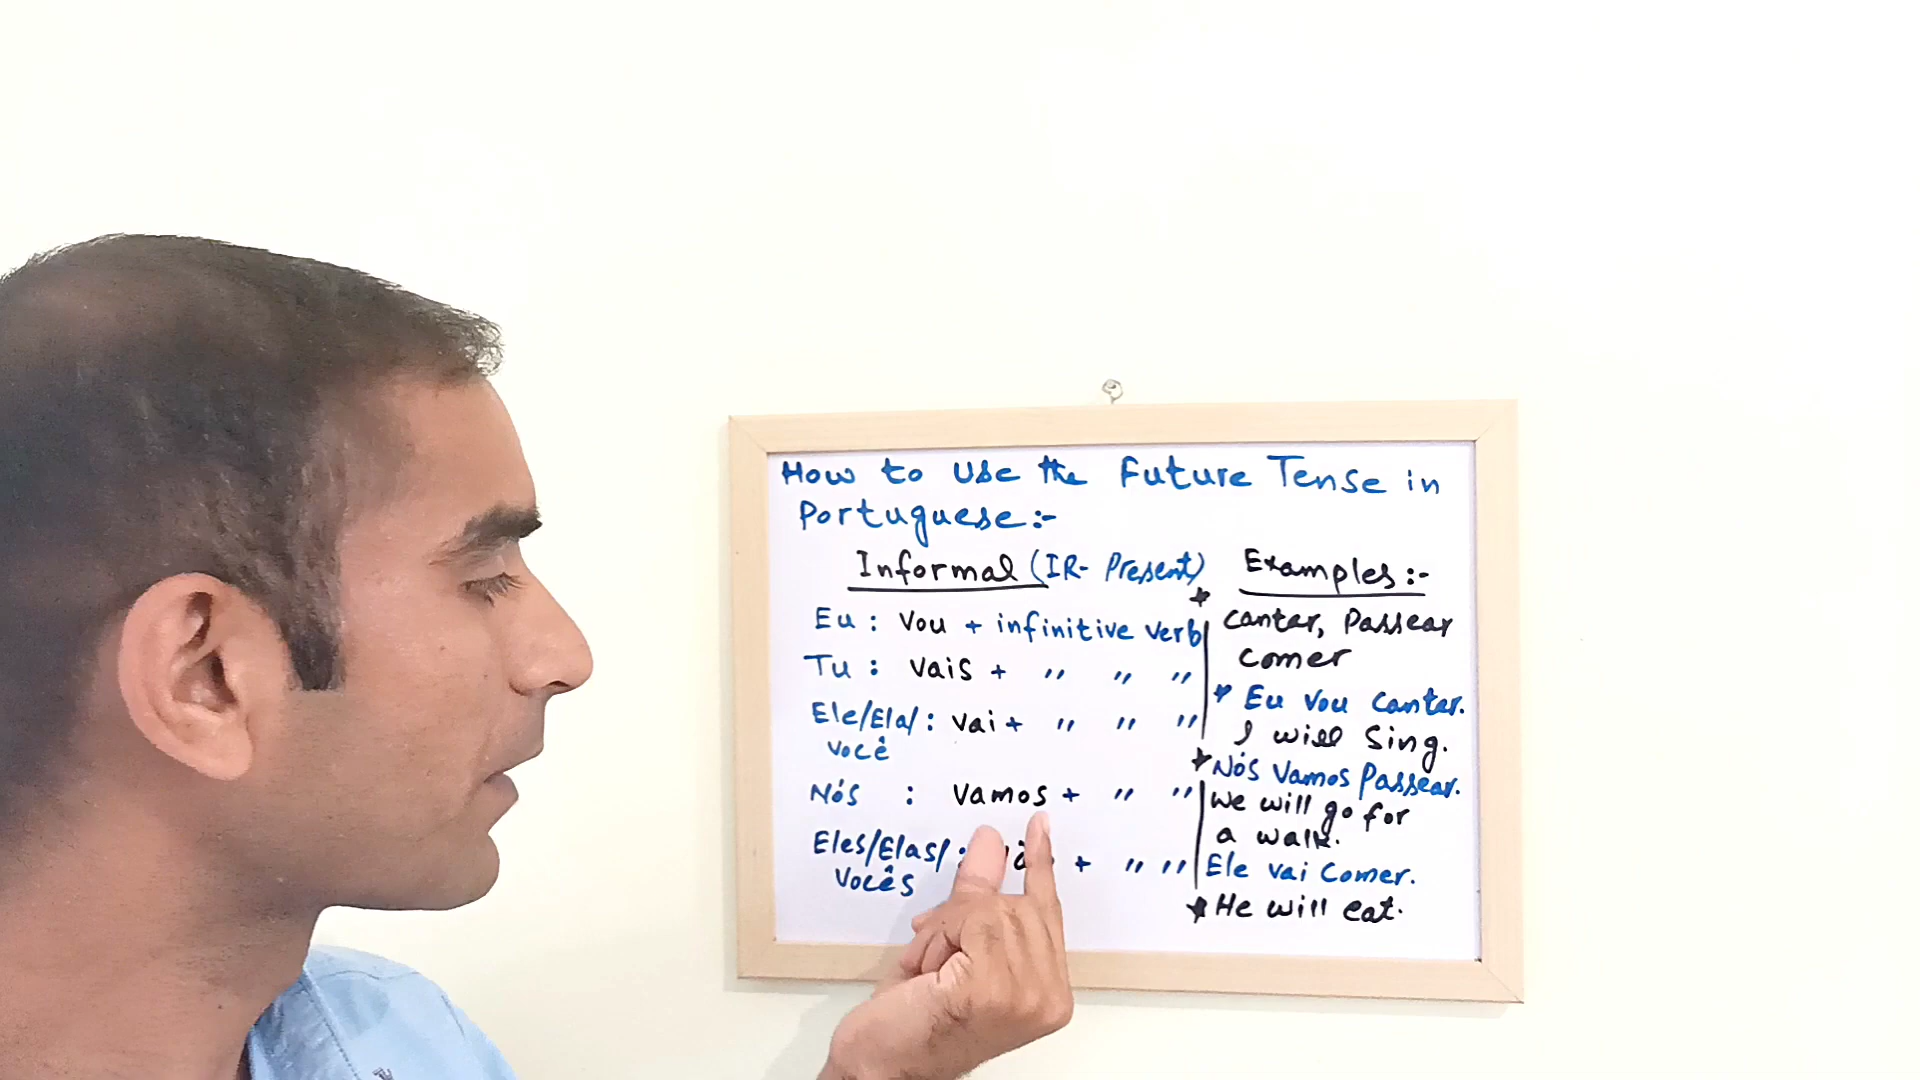 How to Use the Future Tense in
Portuguese:-
Informal (IR- Present)
Eu : Vou + infinitive verb
Tu : Vais + " " "
Ele/Ela/ : Vai + " " "
Você
Nós : Vamos + " "
Eles/Elas/ : + " "
Vocês
Examples:-
* Cantar, Passear
Comer
* Eu Vou Cantar.
I will Sing.
* Nós Vamos Passear.
We will go for
a walk.
Ele vai Comer.
* He will eat.